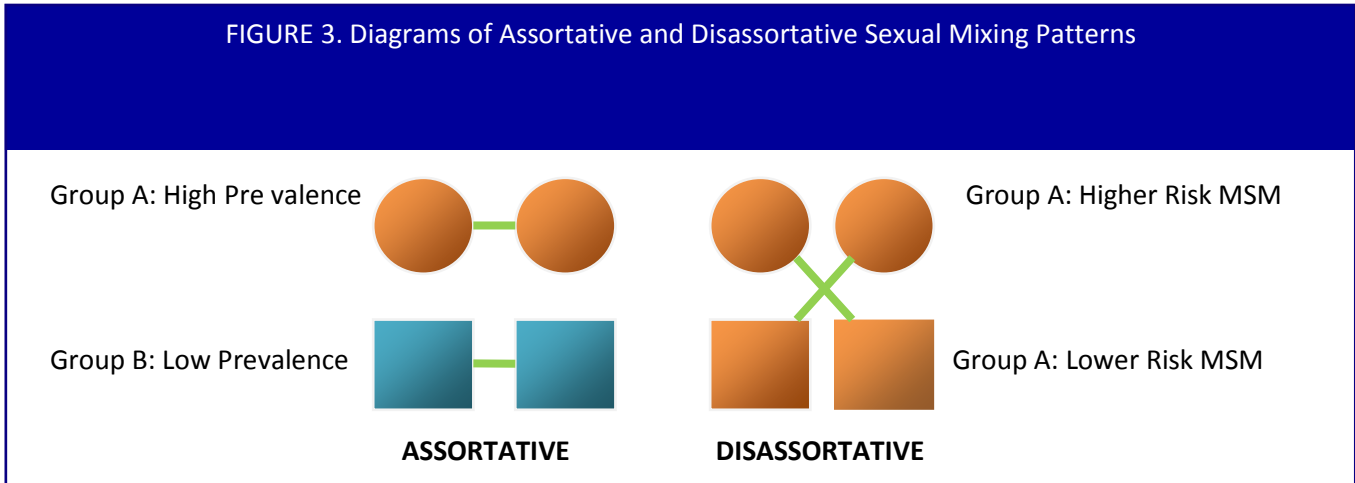 FIGURE 3. Diagrams of Assortative and Disassortative Sexual Mixing Patterns
Group A: High Pre valence
Group A: Higher Risk MSM
Group B: Low Prevalence
Group A: Lower Risk MSM
ASSORTATIVE
DISASSORTATIVE